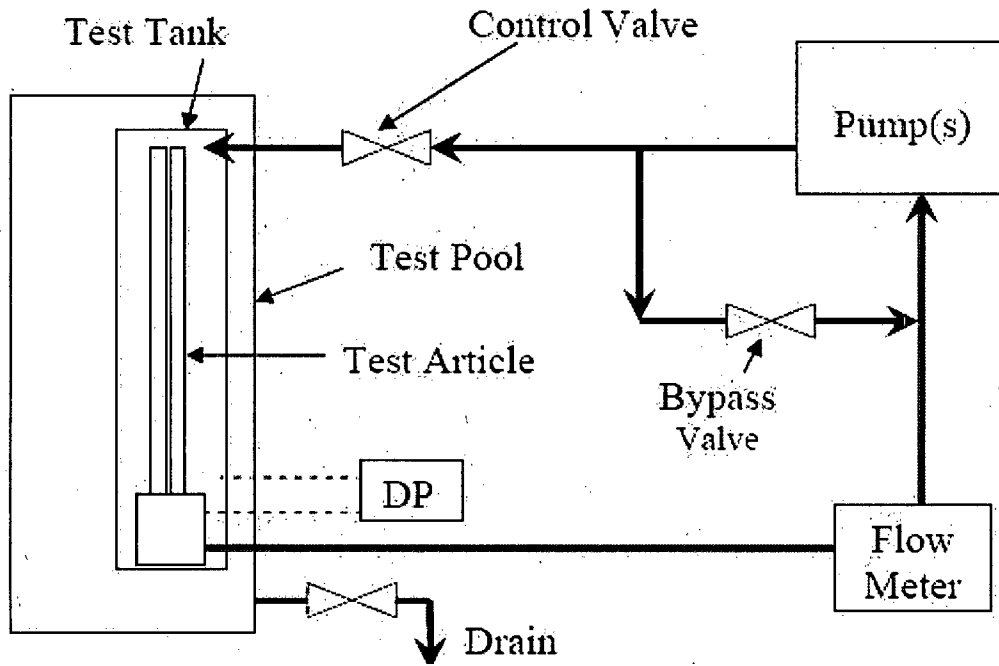 Test Tank
Control Valve
Pump(s)
Test Pool
Test Article
Bypass
Valve
DP
Flow
Meter
Drain